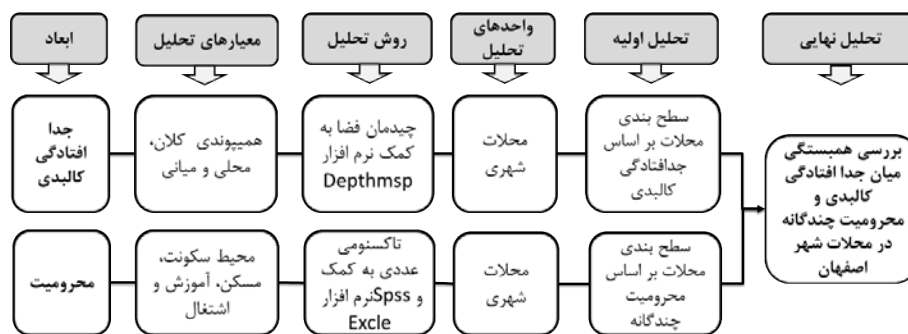 ابعاد
معیارهای تحلیل
روش تحلیل
واحدهای
تحلیل
تحلیل اولیه
تحلیل نهایی
جدا
افتادگی
کالبدی
همپیوندی کلان،
محلی و میانی
چیدمان فضا به
کمک نرم افزار
Depthmsp
محلات
شهری
سطح بندی
محلات بر اساس
جدافتادگی
کالبدی
محرومیت
محیط سکونت،
مسکن، آموزش و
اشتغال
تاکسنومی
عددی به کمک
نرم افزارSpss و
Excle
محلات
شهری
سطح بندی
محلات بر اساس
محرومیت
چندگانه
بررسی همبستگی
میان جدا افتادگی
کالبدی و
محرومیت چندگانه
در محلات شهر
اصفهان